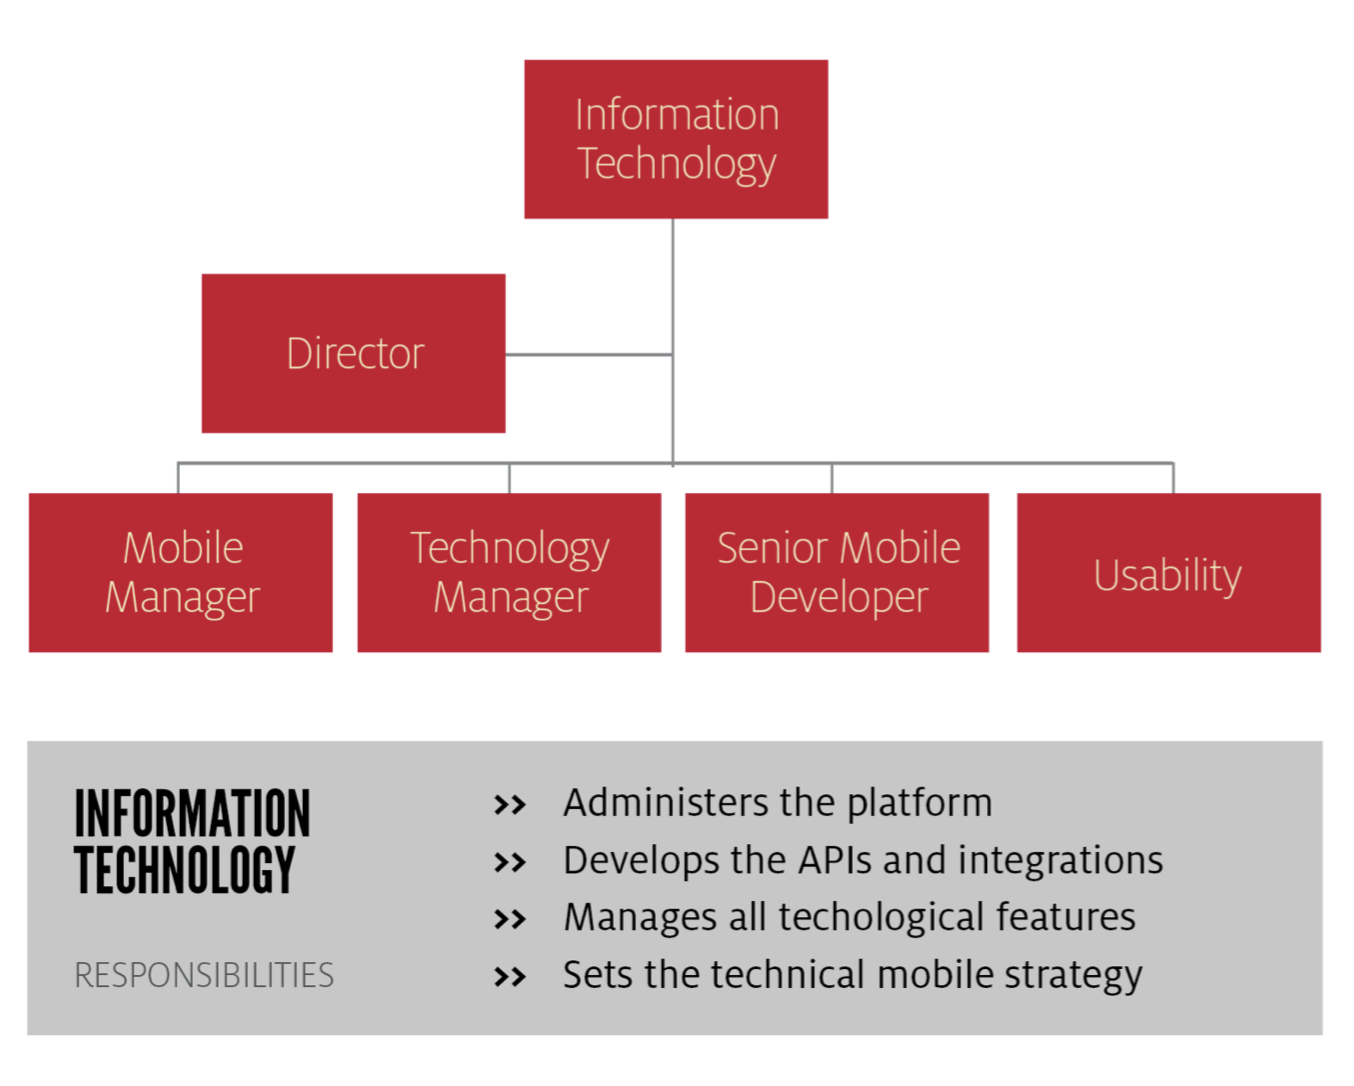 Information
Technology
Director
Mobile
Manager
Technology
Manager
Senior Mobile
Developer
Usability
INFORMATION
TECHNOLOGY
RESPONSIBILITIES
>> Administers the platform
>> Develops the APIs and integrations
>> Manages all techological features
>> Sets the technical mobile strategy